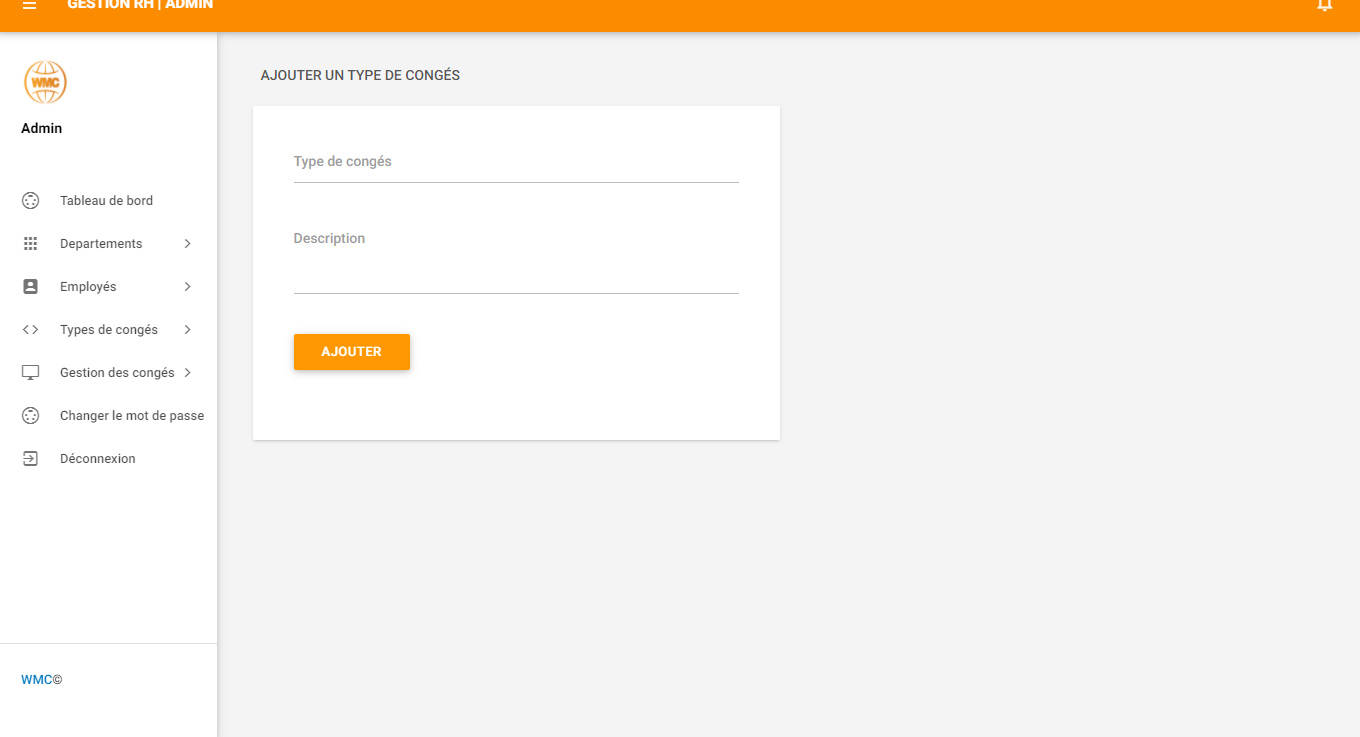 GESTION RH | ADMIN
WMC
Admin
Tableau de bord
Departements
Employés
Types de congés
Gestion des congés
Changer le mot de passe
Déconnexion
WMC©
AJOUTER UN TYPE DE CONGÉS
Type de congés
Description
AJOUTER